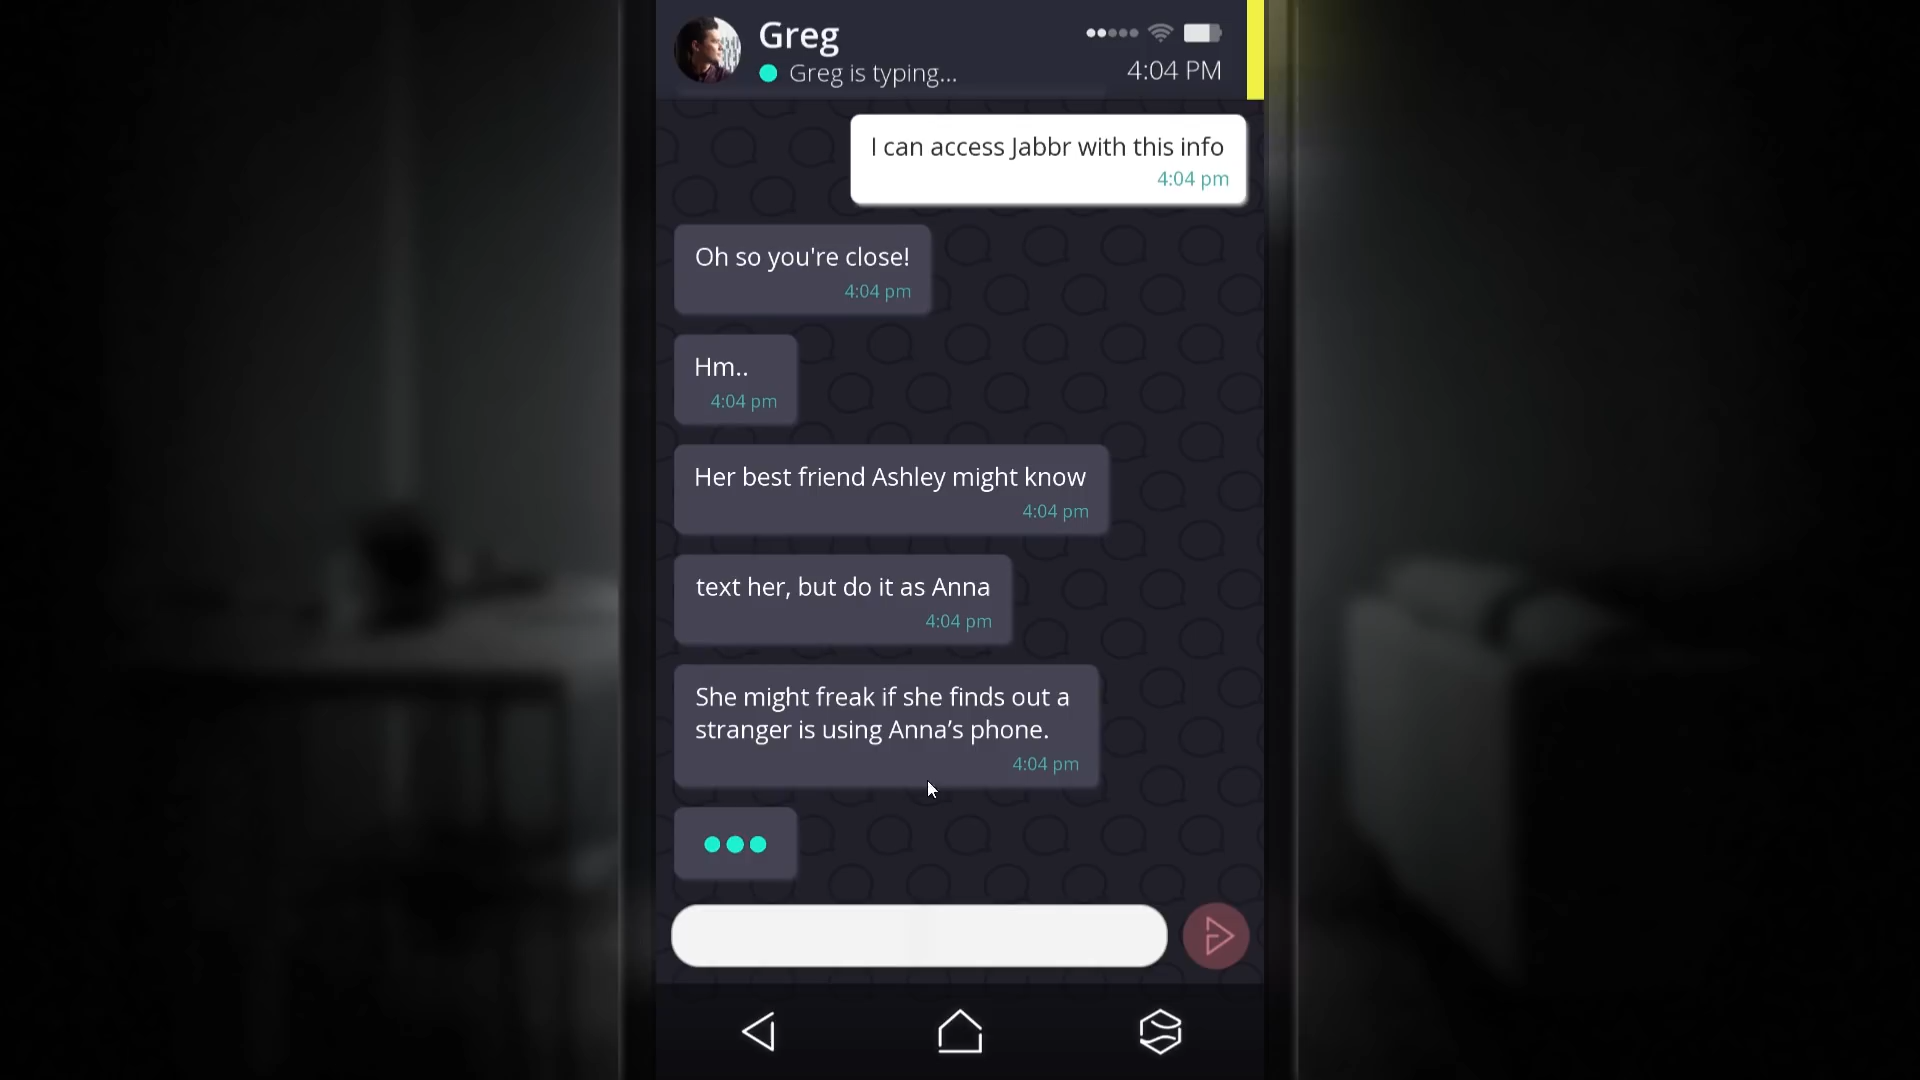 Greg
Greg is typing...
4:04 PM
I can access Jabbr with this info
4:04 pm
Oh so you're close!
4:04 pm
Hm..
4:04 pm
Her best friend Ashley might know
4:04 pm
text her, but do it as Anna
4:04 pm
She might freak if she finds out a
stranger is using Anna’s phone.
4:04 pm